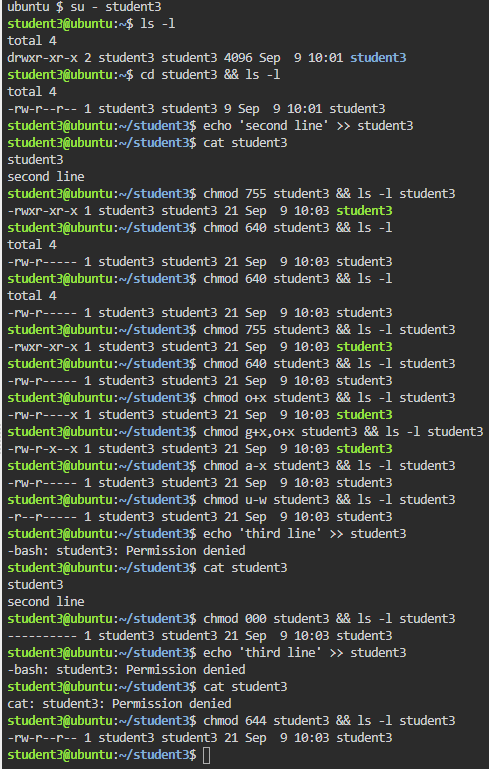 ubuntu $ su - student3
student3@ubuntu:~$ ls -l
total 4
drwxr-xr-x 2 student3 student3 4096 Sep  9 10:01 student3
student3@ubuntu:~$ cd student3 && ls -l
total 4
-rw-r--r-- 1 student3 student3 9 Sep  9 10:01 student3
student3@ubuntu:~/student3$ echo 'second line' >> student3
student3@ubuntu:~/student3$ cat student3
student3
second line
student3@ubuntu:~/student3$ chmod 755 student3 && ls -l student3
-rwxr-xr-x 1 student3 student3 21 Sep  9 10:03 student3
student3@ubuntu:~/student3$ chmod 640 student3 && ls -l
total 4
-rw-r----- 1 student3 student3 21 Sep  9 10:03 student3
student3@ubuntu:~/student3$ chmod 640 student3 && ls -l
total 4
-rw-r----- 1 student3 student3 21 Sep  9 10:03 student3
student3@ubuntu:~/student3$ chmod 755 student3 && ls -l student3
-rwxr-xr-x 1 student3 student3 21 Sep  9 10:03 student3
student3@ubuntu:~/student3$ chmod 640 student3 && ls -l student3
-rw-r----- 1 student3 student3 21 Sep  9 10:03 student3
student3@ubuntu:~/student3$ chmod o+x student3 && ls -l student3
-rw-r----x 1 student3 student3 21 Sep  9 10:03 student3
student3@ubuntu:~/student3$ chmod g+x,o+x student3 && ls -l student3
-rw-r-x--x 1 student3 student3 21 Sep  9 10:03 student3
student3@ubuntu:~/student3$ chmod a-x student3 && ls -l student3
-rw-r----- 1 student3 student3 21 Sep  9 10:03 student3
student3@ubuntu:~/student3$ chmod u-w student3 && ls -l student3
-r--r----- 1 student3 student3 21 Sep  9 10:03 student3
student3@ubuntu:~/student3$ echo 'third line' >> student3
-bash: student3: Permission denied
student3@ubuntu:~/student3$ cat student3
student3
second line
student3@ubuntu:~/student3$ chmod 000 student3 && ls -l student3
---------- 1 student3 student3 21 Sep  9 10:03 student3
student3@ubuntu:~/student3$ echo 'third line' >> student3
-bash: student3: Permission denied
student3@ubuntu:~/student3$ cat student3
cat: student3: Permission denied
student3@ubuntu:~/student3$ chmod 644 student3 && ls -l student3
-rw-r--r-- 1 student3 student3 21 Sep  9 10:03 student3
student3@ubuntu:~/student3$